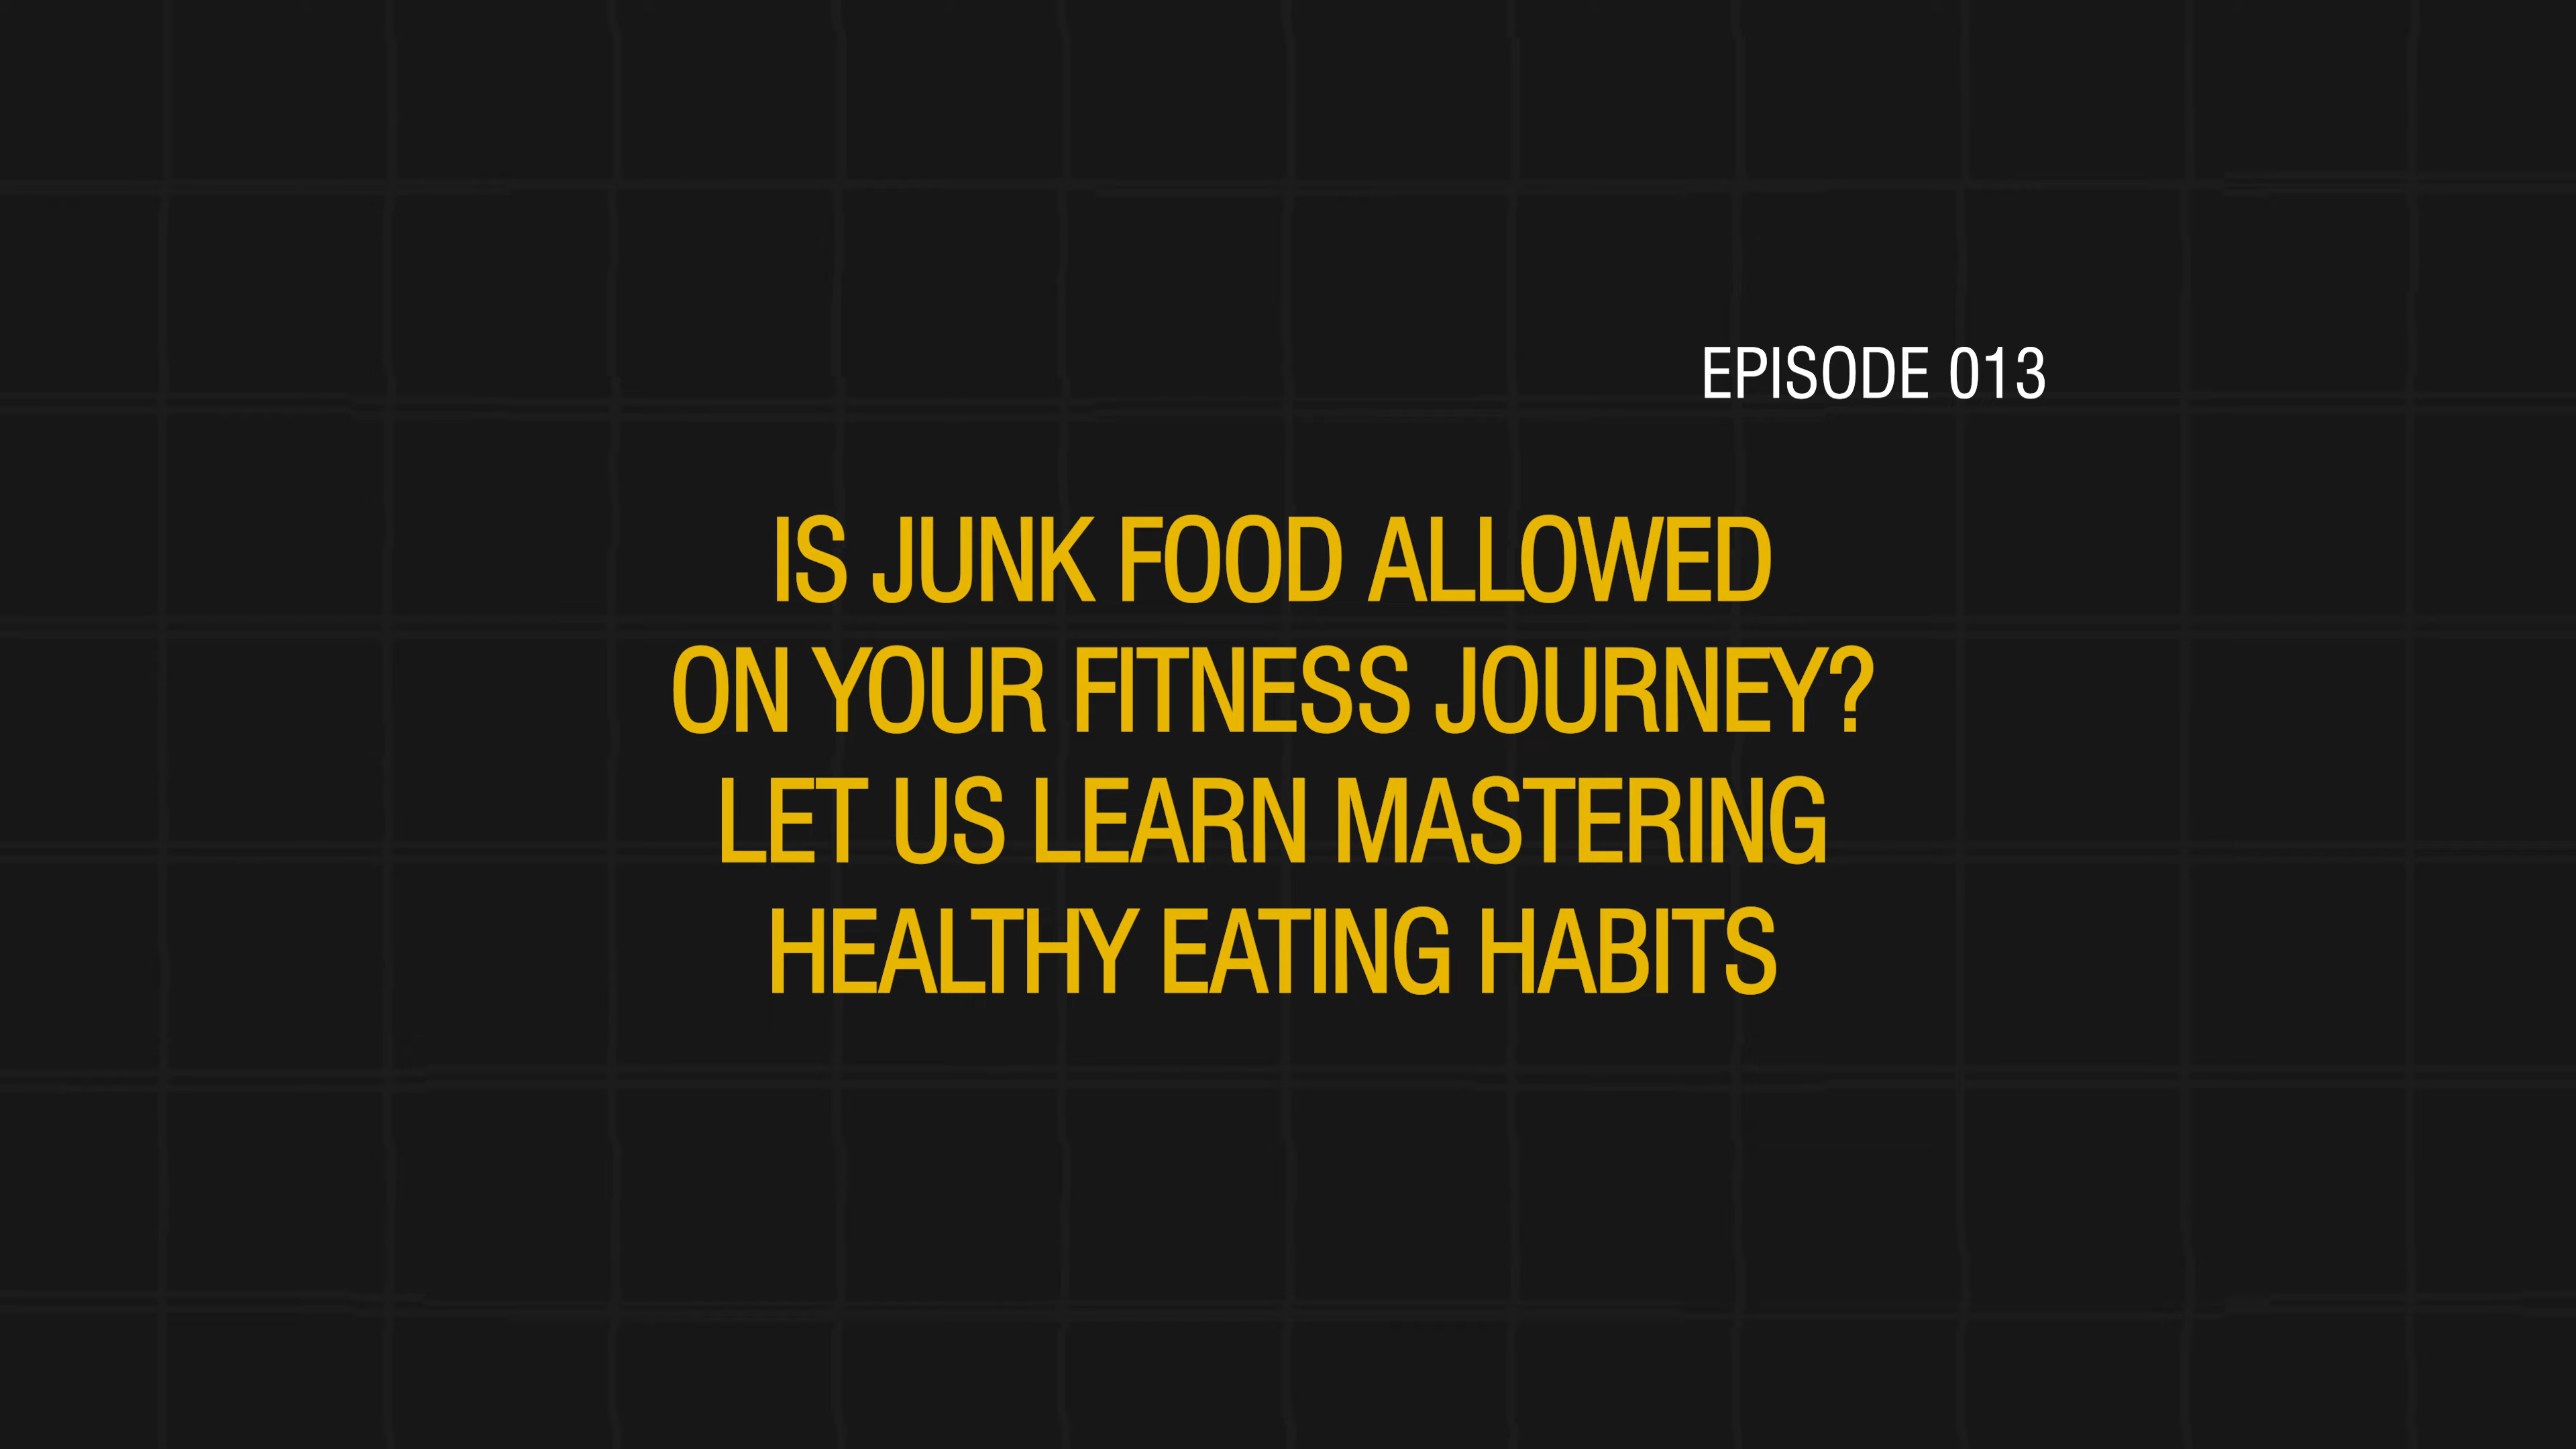 EPISODE 013
IS JUNK FOOD ALLOWED
ON YOUR FITNESS JOURNEY?
LET US LEARN MASTERING
HEALTHY EATING HABITS